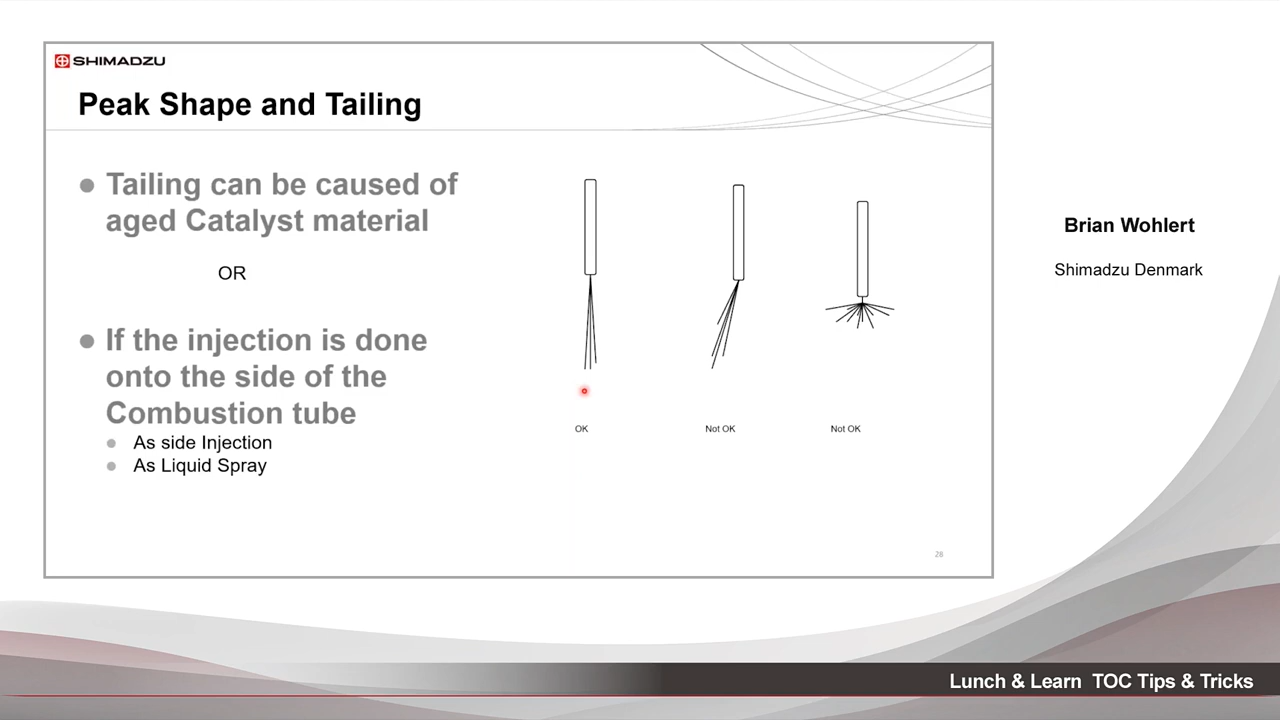 SHIMADZU
Peak Shape and Tailing
● Tailing can be caused of
aged Catalyst material
OR
● If the injection is done
onto the side of the
Combustion tube
● As side Injection
● As Liquid Spray
OK
Not OK
Not OK
28
Brian Wohlert
Shimadzu Denmark
Lunch & Learn TOC Tips & Tricks